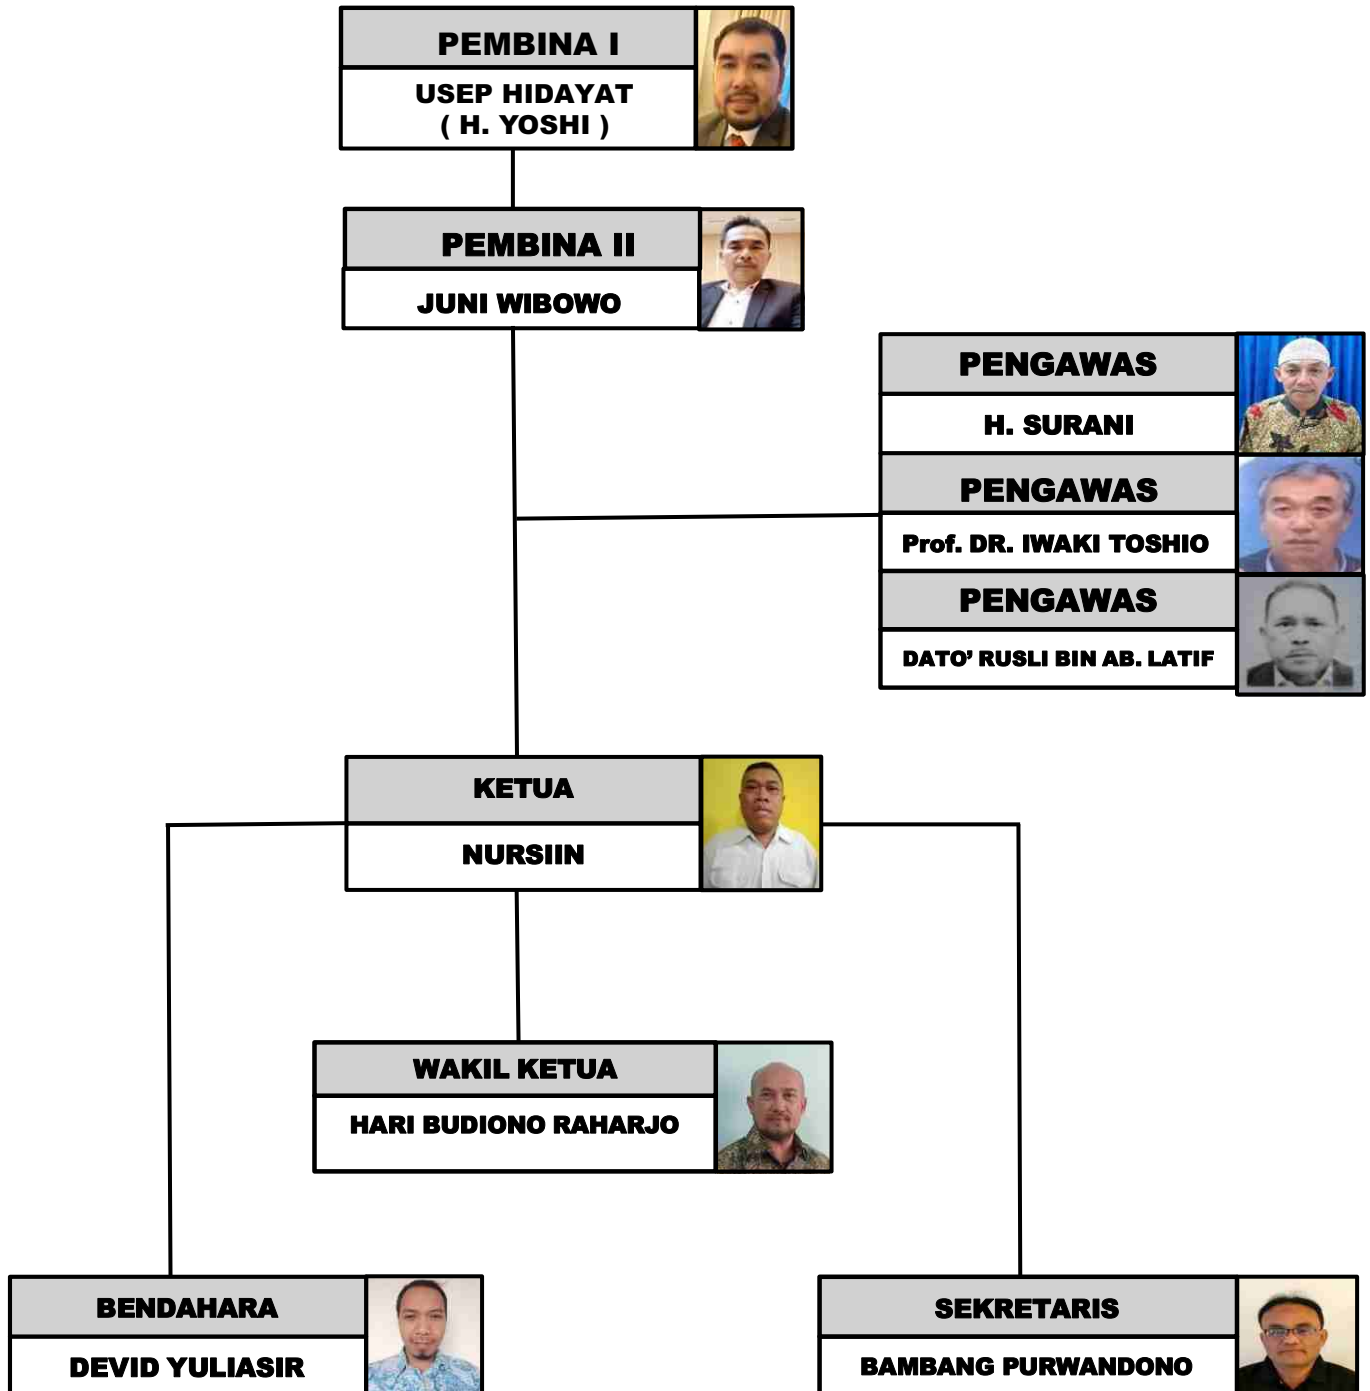 PEMBINA I
USEP HIDAYAT
( H. YOSHI )
PEMBINA II
JUNI WIBOWO
PENGAWAS
H. SURANI
PENGAWAS
Prof. DR. IWAKI TOSHIO
PENGAWAS
DATO’ RUSLI BIN AB. LATIF
KETUA
NURSIIN
WAKIL KETUA
HARI BUDIONO RAHARJO
BENDAHARA
DEVID YULIASIR
SEKRETARIS
BAMBANG PURWANDONO